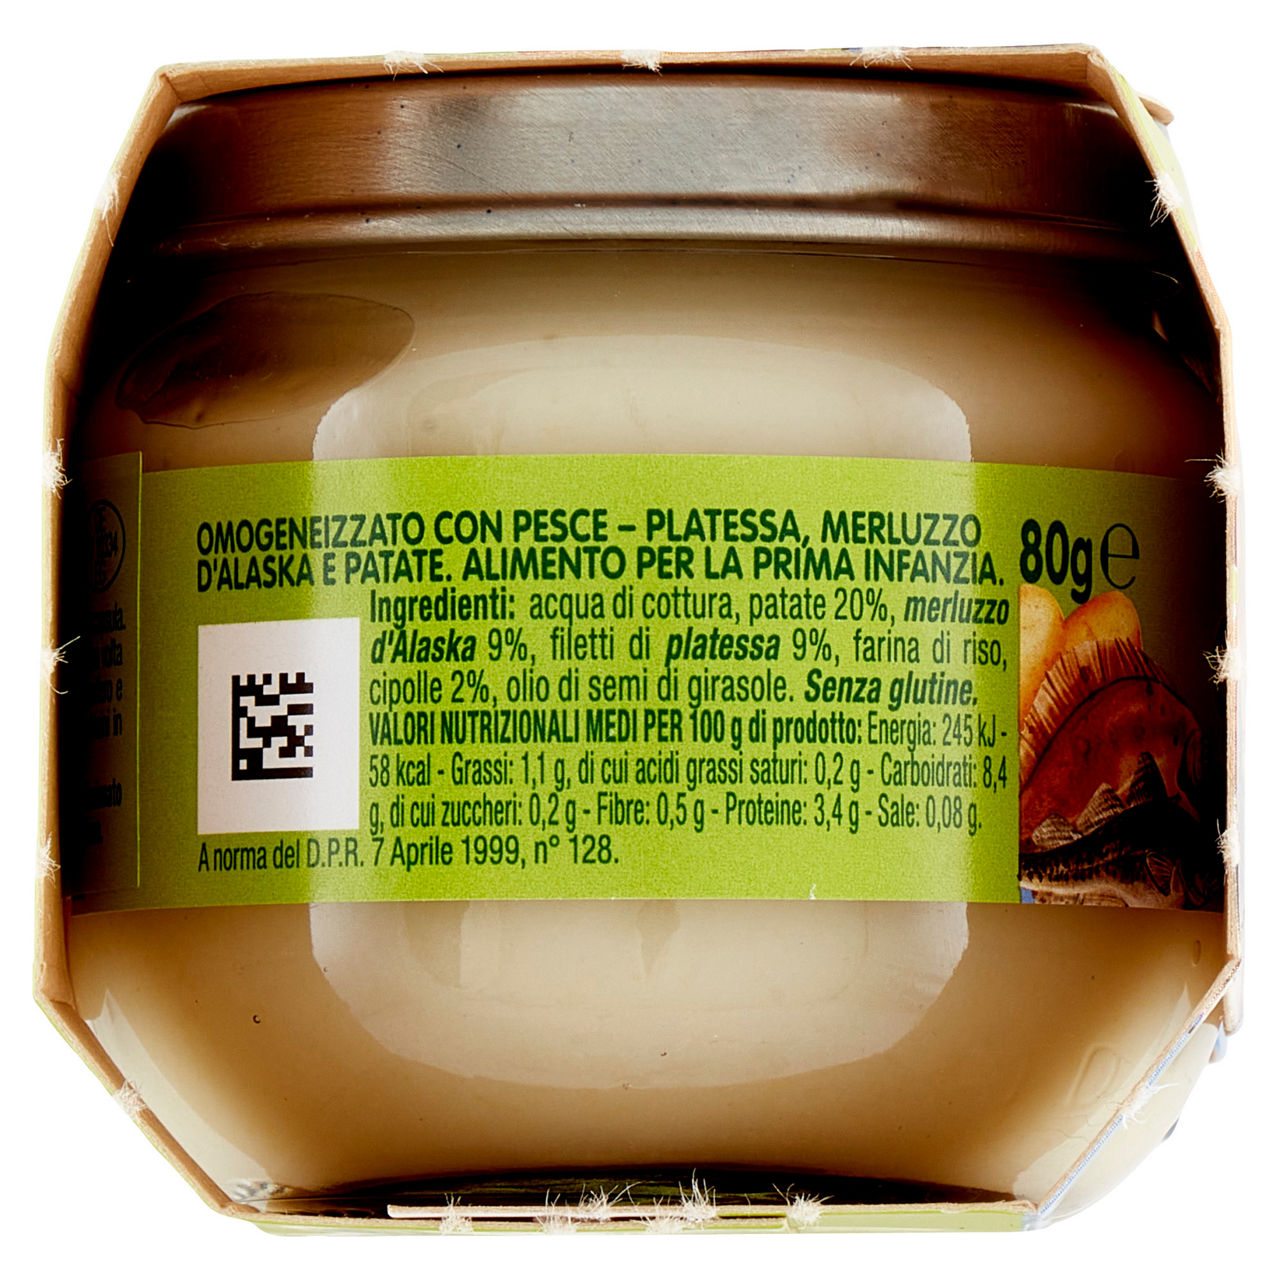 OMOGENEIZZATO CON PESCE – PLATESSA, MERLUZZO
D'ALASKA E PATATE. ALIMENTO PER LA PRIMA INFANZIA.
80g e
Ingredienti: acqua di cottura, patate 20%, merluzzo
d'Alaska 9%, filetti di platessa 9%, farina di riso,
cipolle 2%, olio di semi di girasole. Senza glutine.
VALORI NUTRIZIONALI MEDI PER 100 g di prodotto: Energia: 245 kJ -
58 kcal - Grassi: 1,1 g, di cui acidi grassi saturi: 0,2 g - Carboidrati: 8,4
g, di cui zuccheri: 0,2 g - Fibre: 0,5 g - Proteine: 3,4 g - Sale: 0,08 g.
A norma del D.P.R. 7 Aprile 1999, n° 128.